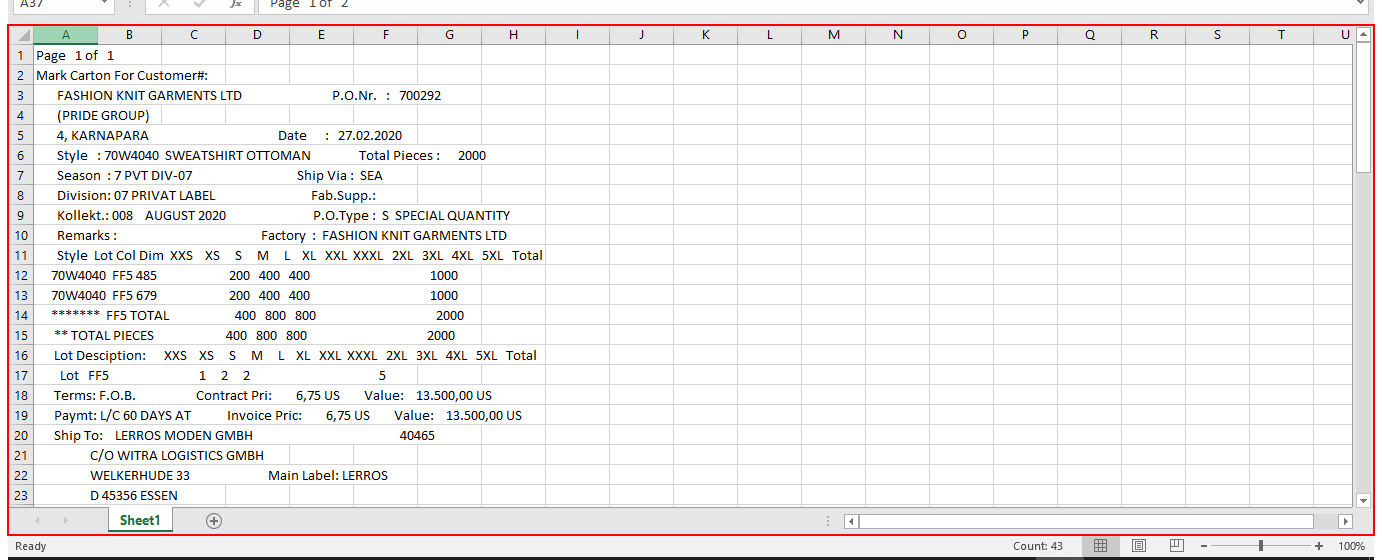 A37 fx Page 1 of 2
A B C D E F G H I J K L M N O P Q R S T U
1 Page 1 of 1
2 Mark Carton For Customer#:
3 FASHION KNIT GARMENTS LTD P.O.Nr. : 700292
4 (PRIDE GROUP)
5 4, KARNAPARA Date : 27.02.2020
6 Style : 70W4040 SWEATSHIRT OTTOMAN Total Pieces : 2000
7 Season : 7 PVT DIV-07 Ship Via : SEA
8 Division: 07 PRIVAT LABEL Fab.Supp.:
9 Kollekt.: 008 AUGUST 2020 P.O.Type : S SPECIAL QUANTITY
10 Remarks : Factory : FASHION KNIT GARMENTS LTD
11 Style Lot Col Dim XXS XS S M L XL XXL XXXL 2XL 3XL 4XL 5XL Total
12 70W4040 FF5 485 200 400 400 1000
13 70W4040 FF5 679 200 400 400 1000
14 ******* FF5 TOTAL 400 800 800 2000
15 ** TOTAL PIECES 400 800 800 2000
16 Lot Desciption: XXS XS S M L XL XXL XXXL 2XL 3XL 4XL 5XL Total
17 Lot FF5 1 2 2 5
18 Terms: F.O.B. Contract Pri: 6,75 US Value: 13.500,00 US
19 Paymt: L/C 60 DAYS AT Invoice Pric: 6,75 US Value: 13.500,00 US
20 Ship To: LERROS MODEN GMBH 40465
21 C/O WITRA LOGISTICS GMBH
22 WELKERHUDE 33 Main Label: LERROS
23 D 45356 ESSEN
Sheet1
Ready Count: 43 100%